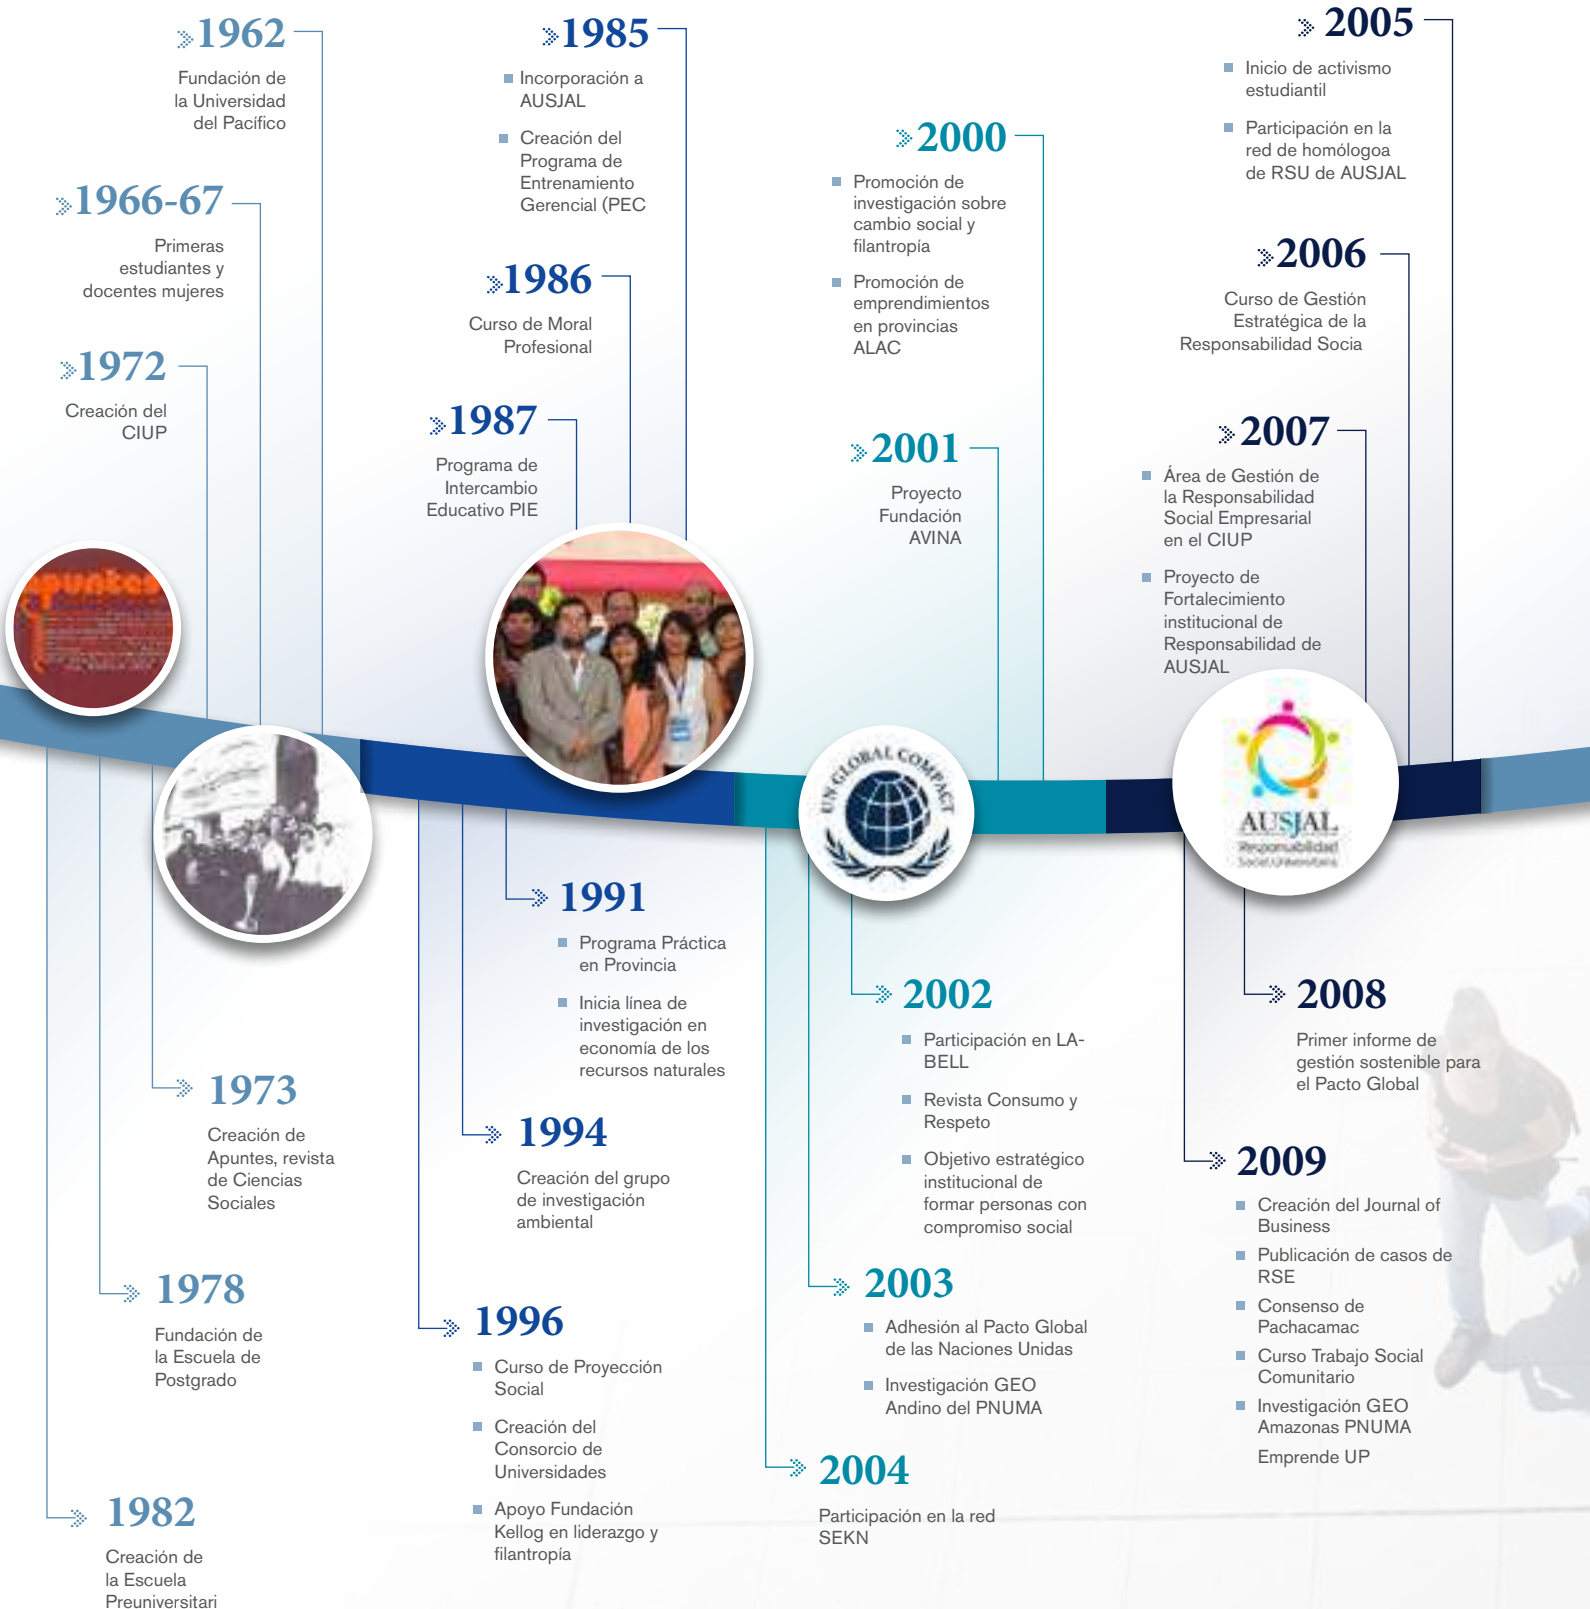 1962
Fundación de
la Universidad
del Pacífico
1966-67
Primeras
estudiantes y
docentes mujeres
1972
Creación del
CIUP
1973
Creación de
Apuntes, revista
de Ciencias
Sociales
1978
Fundación de
la Escuela de
Postgrado
1982
Creación de
la Escuela
Preuniversitari
1985
Incorporación a
AUSJAL
Creación del
Programa de
Entrenamiento
Gerencial (PEC
1986
Curso de Moral
Profesional
1987
Programa de
Intercambio
Educativo PIE
1991
Programa Práctica
en Provincia
Inicia línea de
investigación en
economía de los
recursos naturales
1994
Creación del grupo
de investigación
ambiental
1996
Curso de Proyección
Social
Creación del
Consorcio de
Universidades
Apoyo Fundación
Kellog en liderazgo y
filantropía
2000
Promoción de
investigación sobre
cambio social y
filantropía
Promoción de
emprendimientos
en provincias
ALAC
2001
Proyecto
Fundación
AVINA
UN GLOBAL COMPACT
2002
Participación en LA-
BELL
Revista Consumo y
Respeto
Objetivo estratégico
institucional de
formar personas con
compromiso social
2003
Adhesión al Pacto Global
de las Naciones Unidas
Investigación GEO
Andino del PNUMA
2004
Participación en la red
SEKN
2005
Inicio de activismo
estudiantil
Participación en la
red de homólogoa
de RSU de AUSJAL
2006
Curso de Gestión
Estratégica de la
Responsabilidad Socia
2007
Área de Gestión de
la Responsabilidad
Social Empresarial
en el CIUP
Proyecto de
Fortalecimiento
institucional de
Responsabilidad de
AUSJAL
AUSJAL
Responsabilidad
Social Universitaria
2008
Primer informe de
gestión sostenible para
el Pacto Global
2009
Creación del Journal of
Business
Publicación de casos de
RSE
Consenso de
Pachacamac
Curso Trabajo Social
Comunitario
Investigación GEO
Amazonas PNUMA
Emprende UP
apuntes